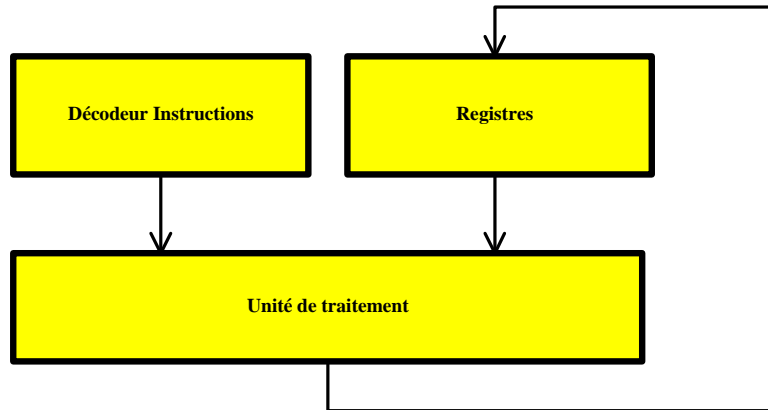 Décodeur Instructions
Registres
Unité de traitement